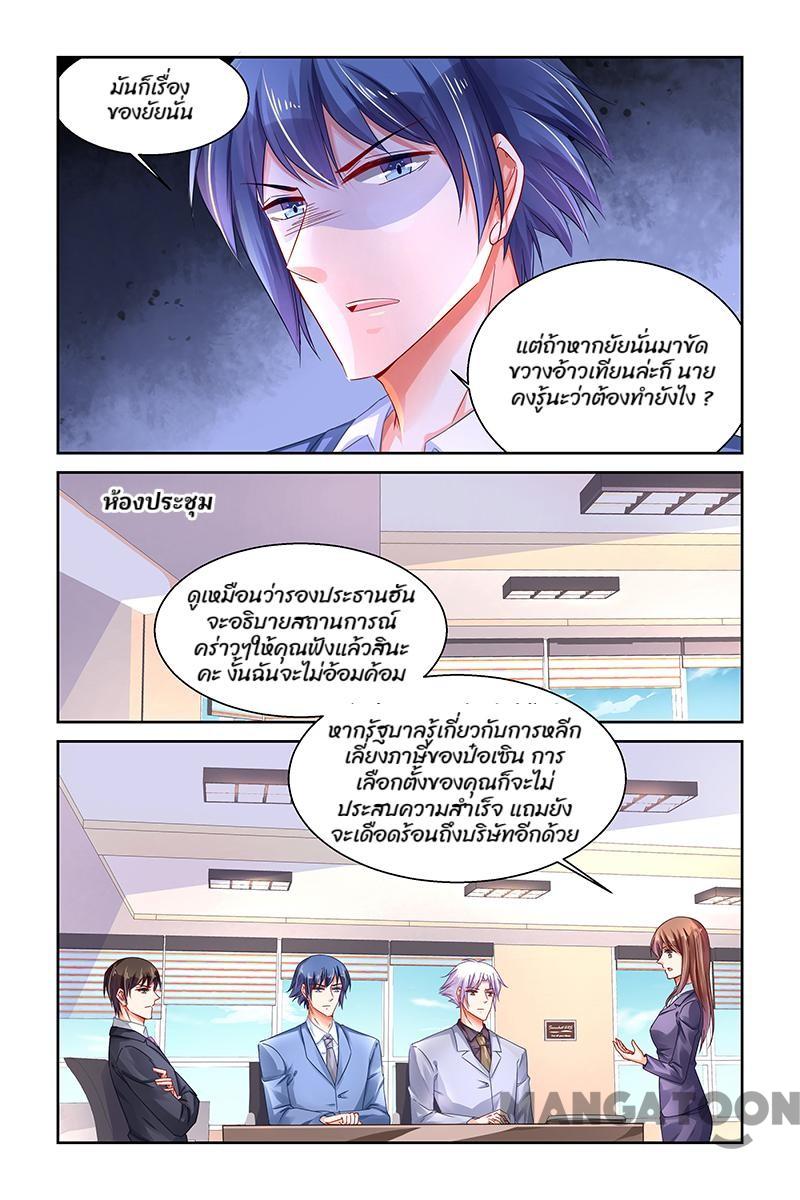 มันก็เรื่อง
ของยัยนั่น
แต่ถ้าหากยัยนั่นมาขัด
ขวางอ้าวเทียนล่ะก็ นาย
คงรู้นะว่าต้องทำยังไง ?
ห้องประชุม
ดูเหมือนว่ารองประธานฮัน
จะอธิบายสถานการณ์
คร่าวๆให้คุณฟังแล้วสินะ
คะ งั้นฉันจะไม่อ้อมค้อม
หากรัฐบาลรู้เกี่ยวกับการหลีก
เลี่ยงภาษีของป๋อเซิน การ
เลือกตั้งของคุณก็จะไม่
ประสบความสำเร็จ แถมยัง
จะเดือดร้อนถึงบริษัทอีกด้วย
MANGATOON